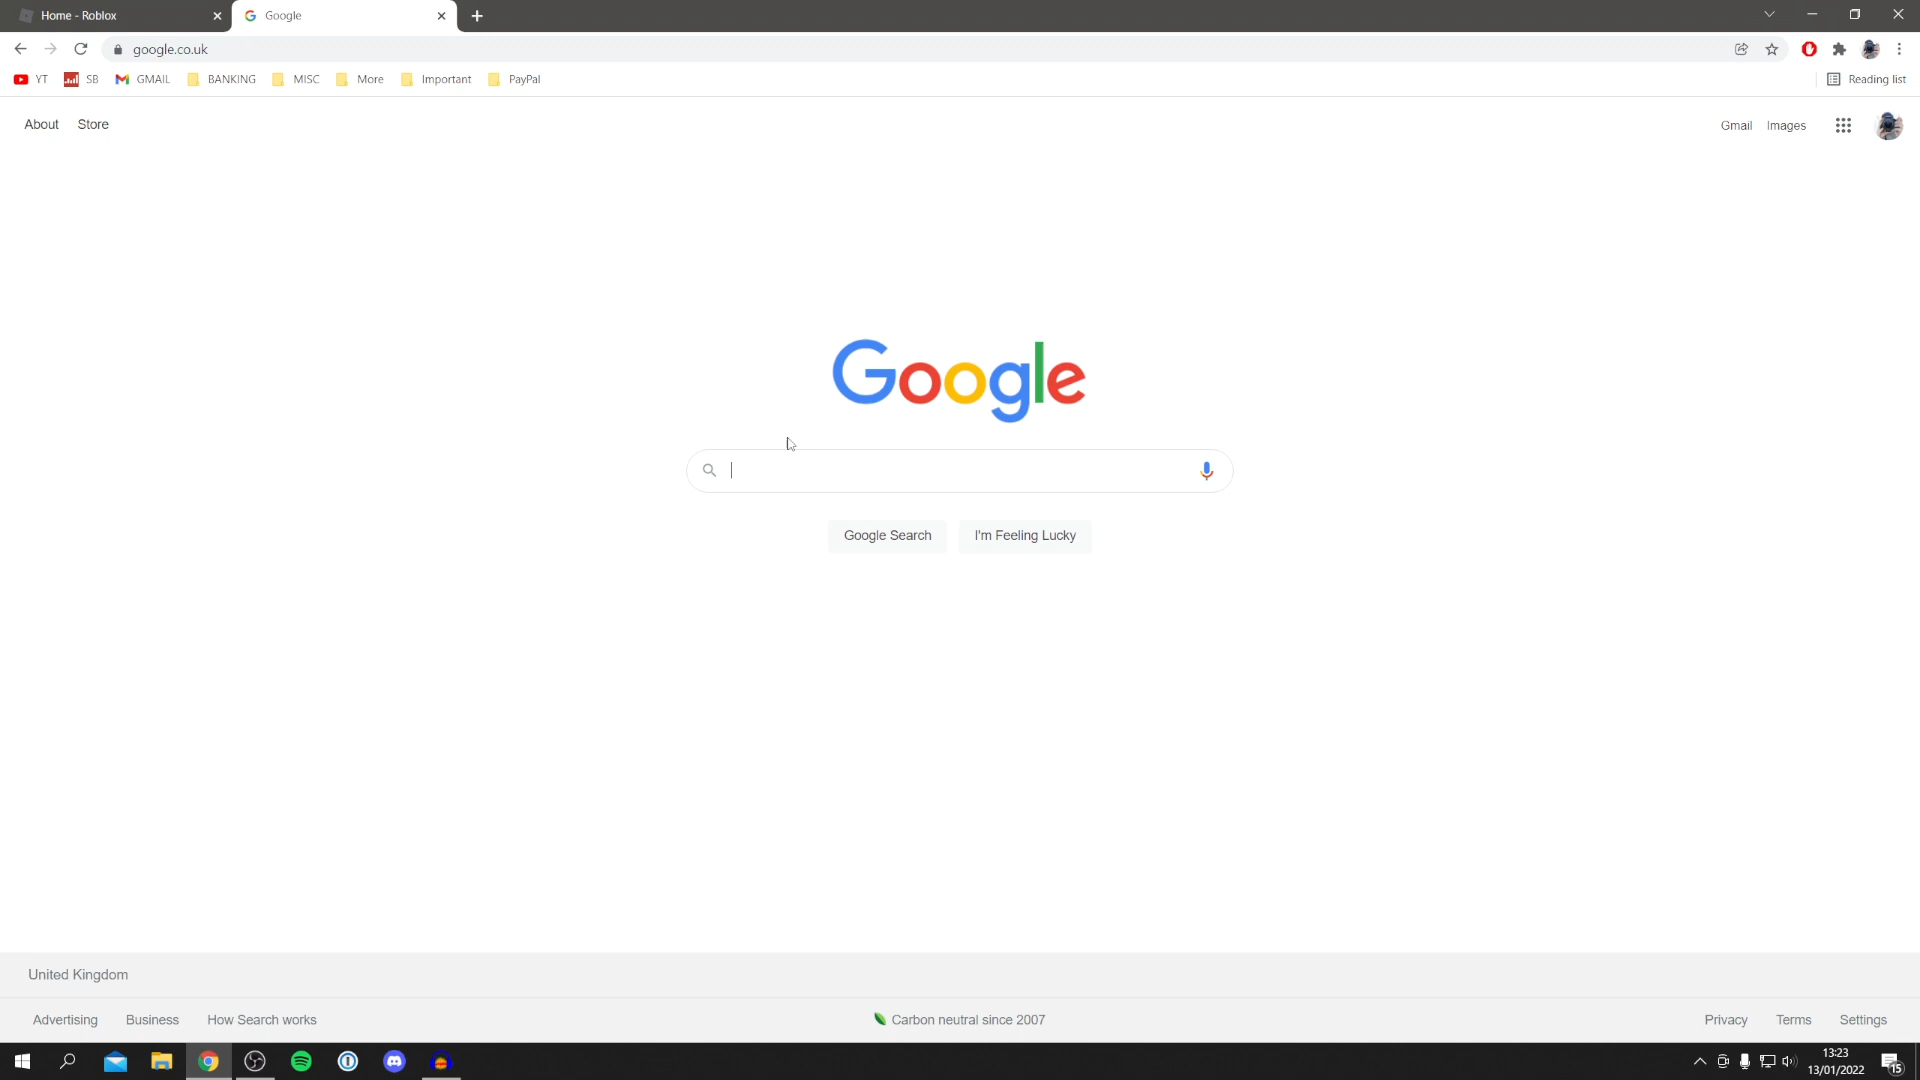 Home - Roblox
Google
google.co.uk
YT SB GMAIL BANKING MISC More Important PayPal Reading list
About Store Gmail Images
Google
Google Search I'm Feeling Lucky
United Kingdom
Advertising Business How Search works Carbon neutral since 2007 Privacy Terms Settings
13:23
13/01/2022
15